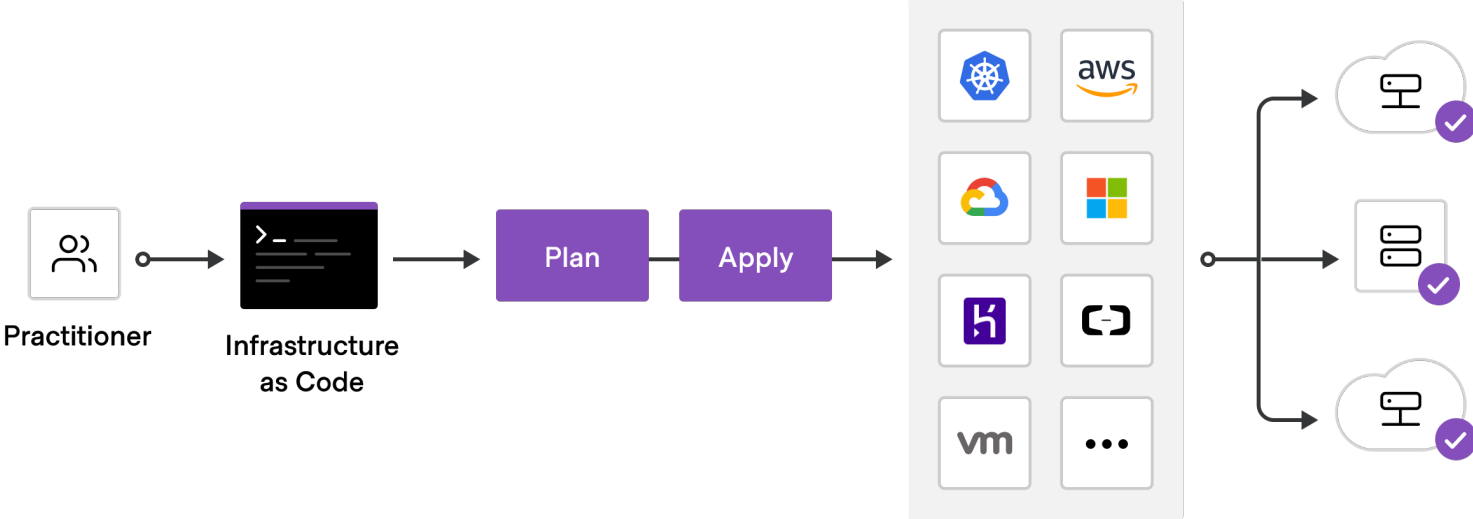 Practitioner
Infrastructure
as Code
Plan
Apply
aws
vm